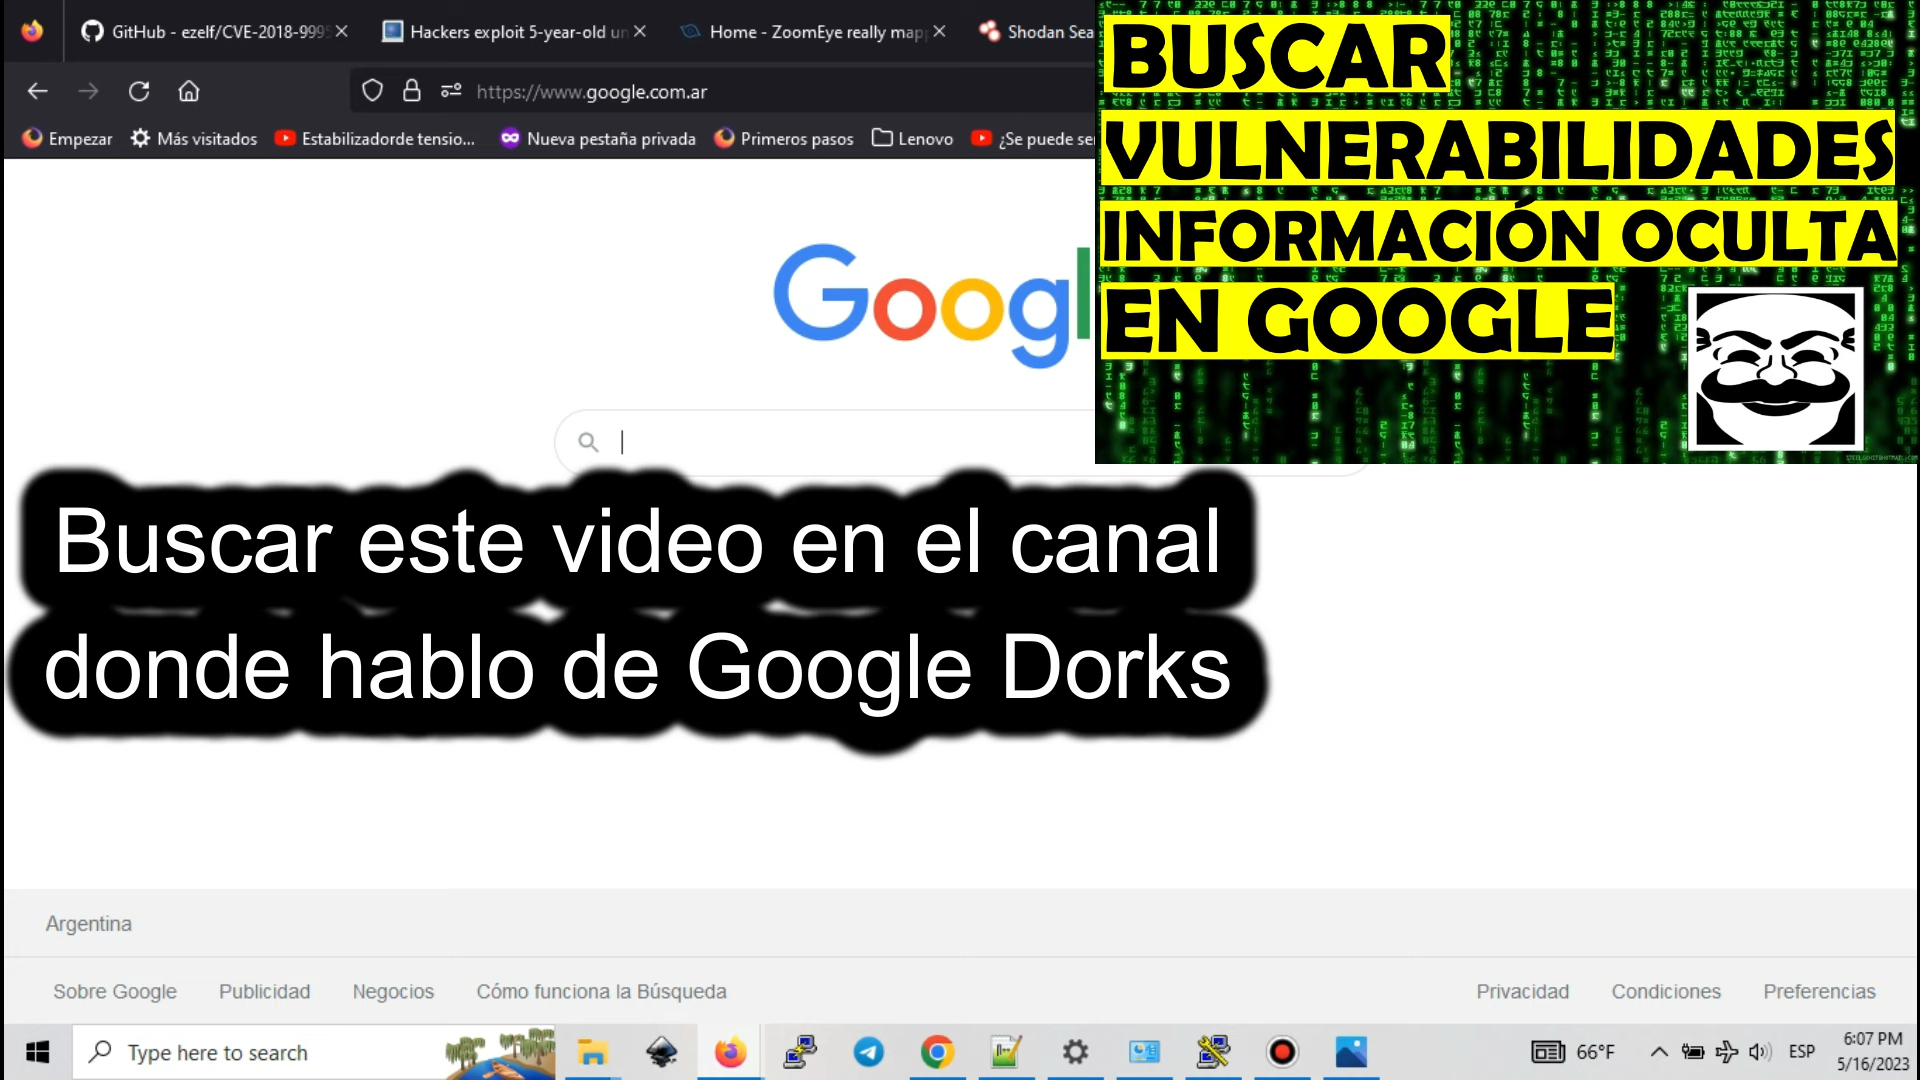 GitHub - ezelf/CVE-2018-999
Hackers exploit 5-year-old un
Home - ZoomEye really map
Shodan Sea
https://www.google.com.ar
Empezar
Más visitados
Estabilizadorde tensio...
Nueva pestaña privada
Primeros pasos
Lenovo
¿Se puede se
BUSCAR
VULNERABILIDADES
INFORMACIÓN OCULTA
EN GOOGLE
Googl
Buscar este video en el canal
donde hablo de Google Dorks
Argentina
Sobre Google
Publicidad
Negocios
Cómo funciona la Búsqueda
Privacidad
Condiciones
Preferencias
Type here to search
66°F
ESP
6:07 PM
5/16/2023